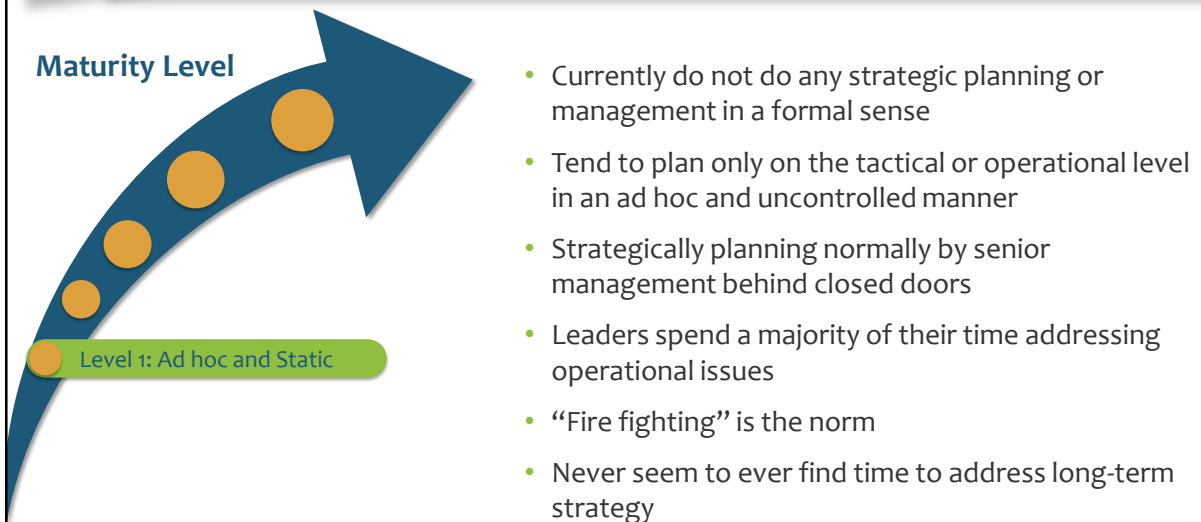 Maturity Level
Level 1: Ad hoc and Static
• Currently do not do any strategic planning or
management in a formal sense
• Tend to plan only on the tactical or operational level
in an ad hoc and uncontrolled manner
• Strategically planning normally by senior
management behind closed doors
• Leaders spend a majority of their time addressing
operational issues
• “Fire fighting” is the norm
• Never seem to ever find time to address long-term
strategy